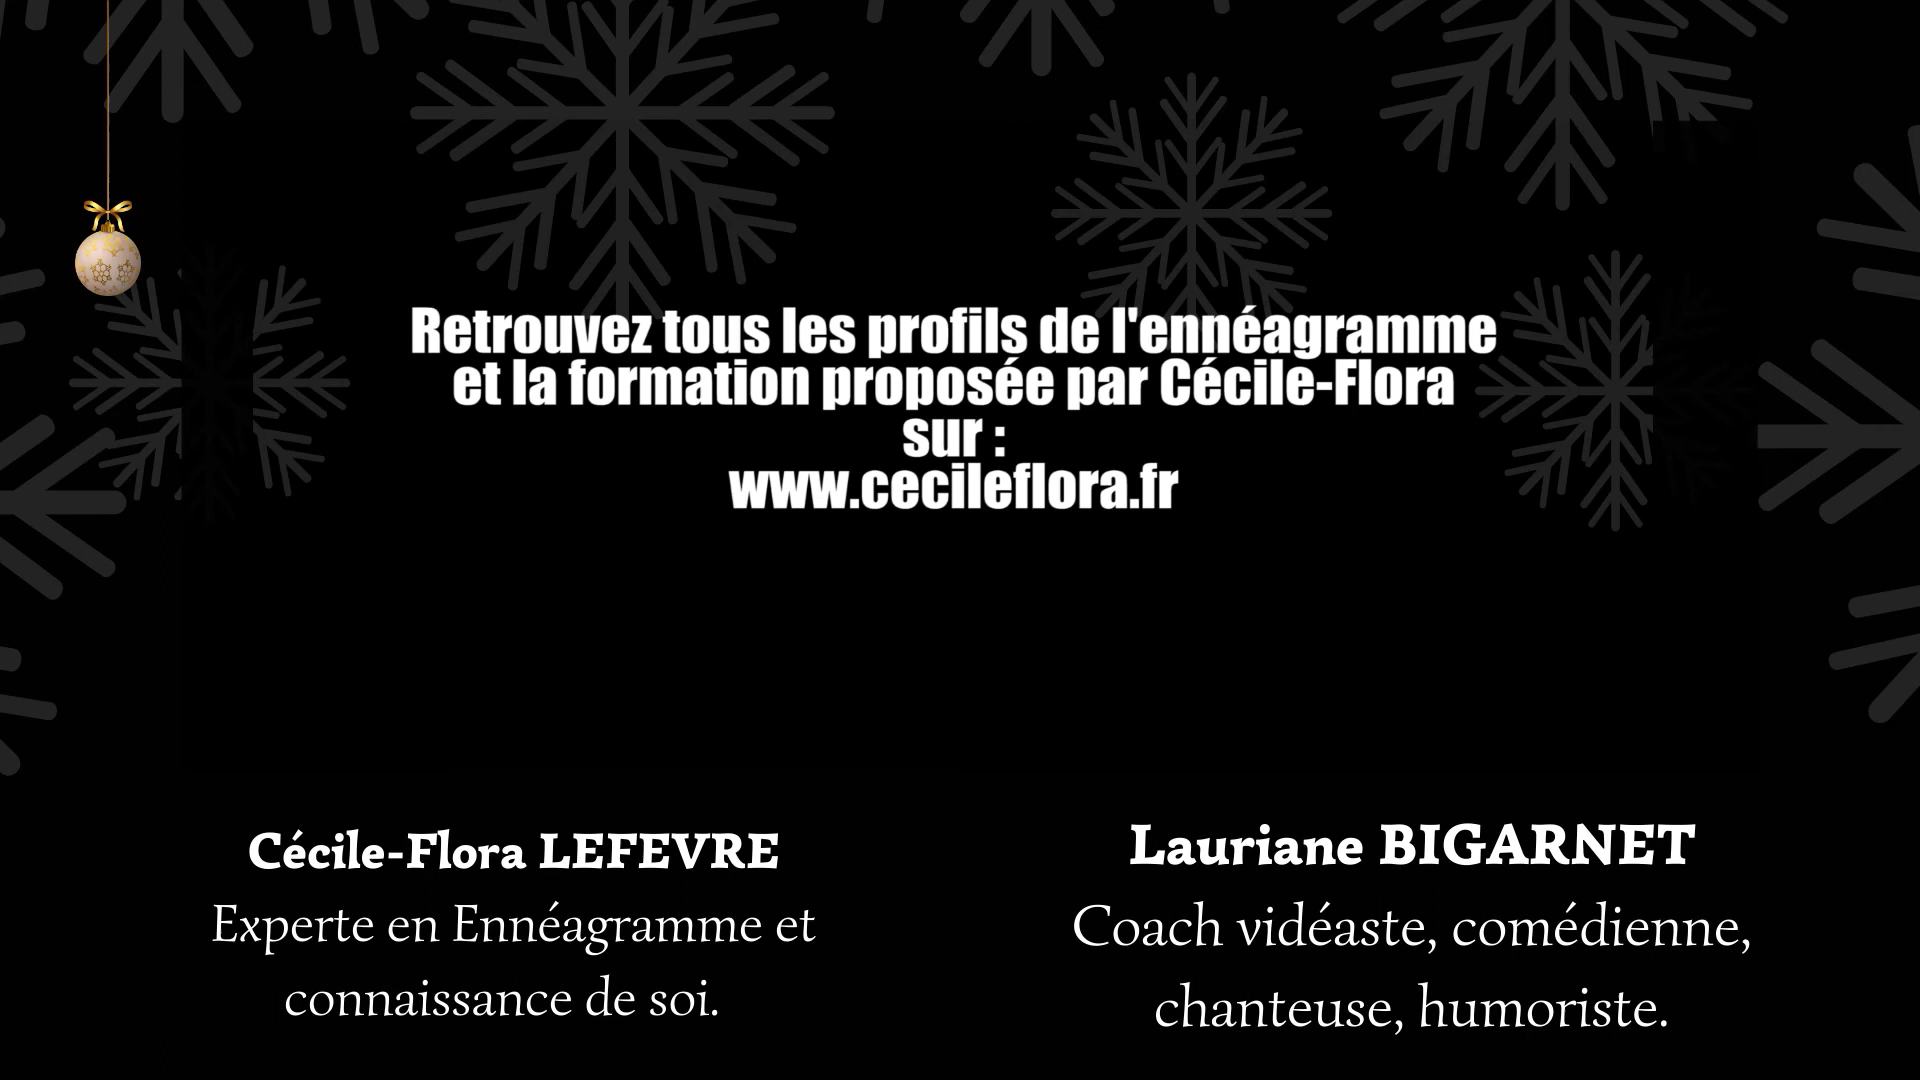 Retrouvez tous les profils de l'ennéagramme
et la formation proposée par Cécile-Flora
sur :
www.cecileflora.fr
Cécile-Flora LEFEVRE
Experte en Ennéagramme et
connaissance de soi.
Lauriane BIGARNET
Coach vidéaste, comédienne,
chanteuse, humoriste.